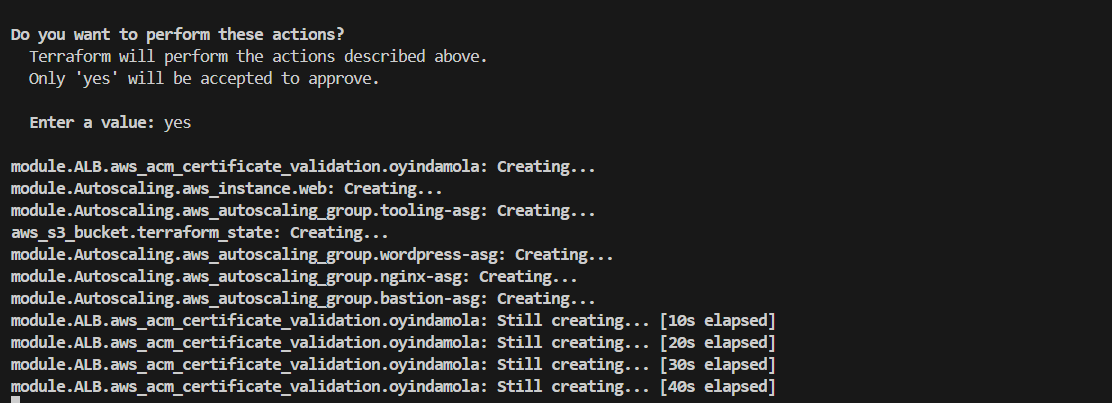 Do you want to perform these actions?
Terraform will perform the actions described above.
Only 'yes' will be accepted to approve.
Enter a value: yes
module.ALB.aws_acm_certificate_validation.oyindamola: Creating...
module.Autoscaling.aws_instance.web: Creating...
module.Autoscaling.aws_autoscaling_group.tooling-asg: Creating...
aws_s3_bucket.terraform_state: Creating...
module.Autoscaling.aws_autoscaling_group.wordpress-asg: Creating...
module.Autoscaling.aws_autoscaling_group.nginx-asg: Creating...
module.Autoscaling.aws_autoscaling_group.bastion-asg: Creating...
module.ALB.aws_acm_certificate_validation.oyindamola: Still creating... [10s elapsed]
module.ALB.aws_acm_certificate_validation.oyindamola: Still creating... [20s elapsed]
module.ALB.aws_acm_certificate_validation.oyindamola: Still creating... [30s elapsed]
module.ALB.aws_acm_certificate_validation.oyindamola: Still creating... [40s elapsed]